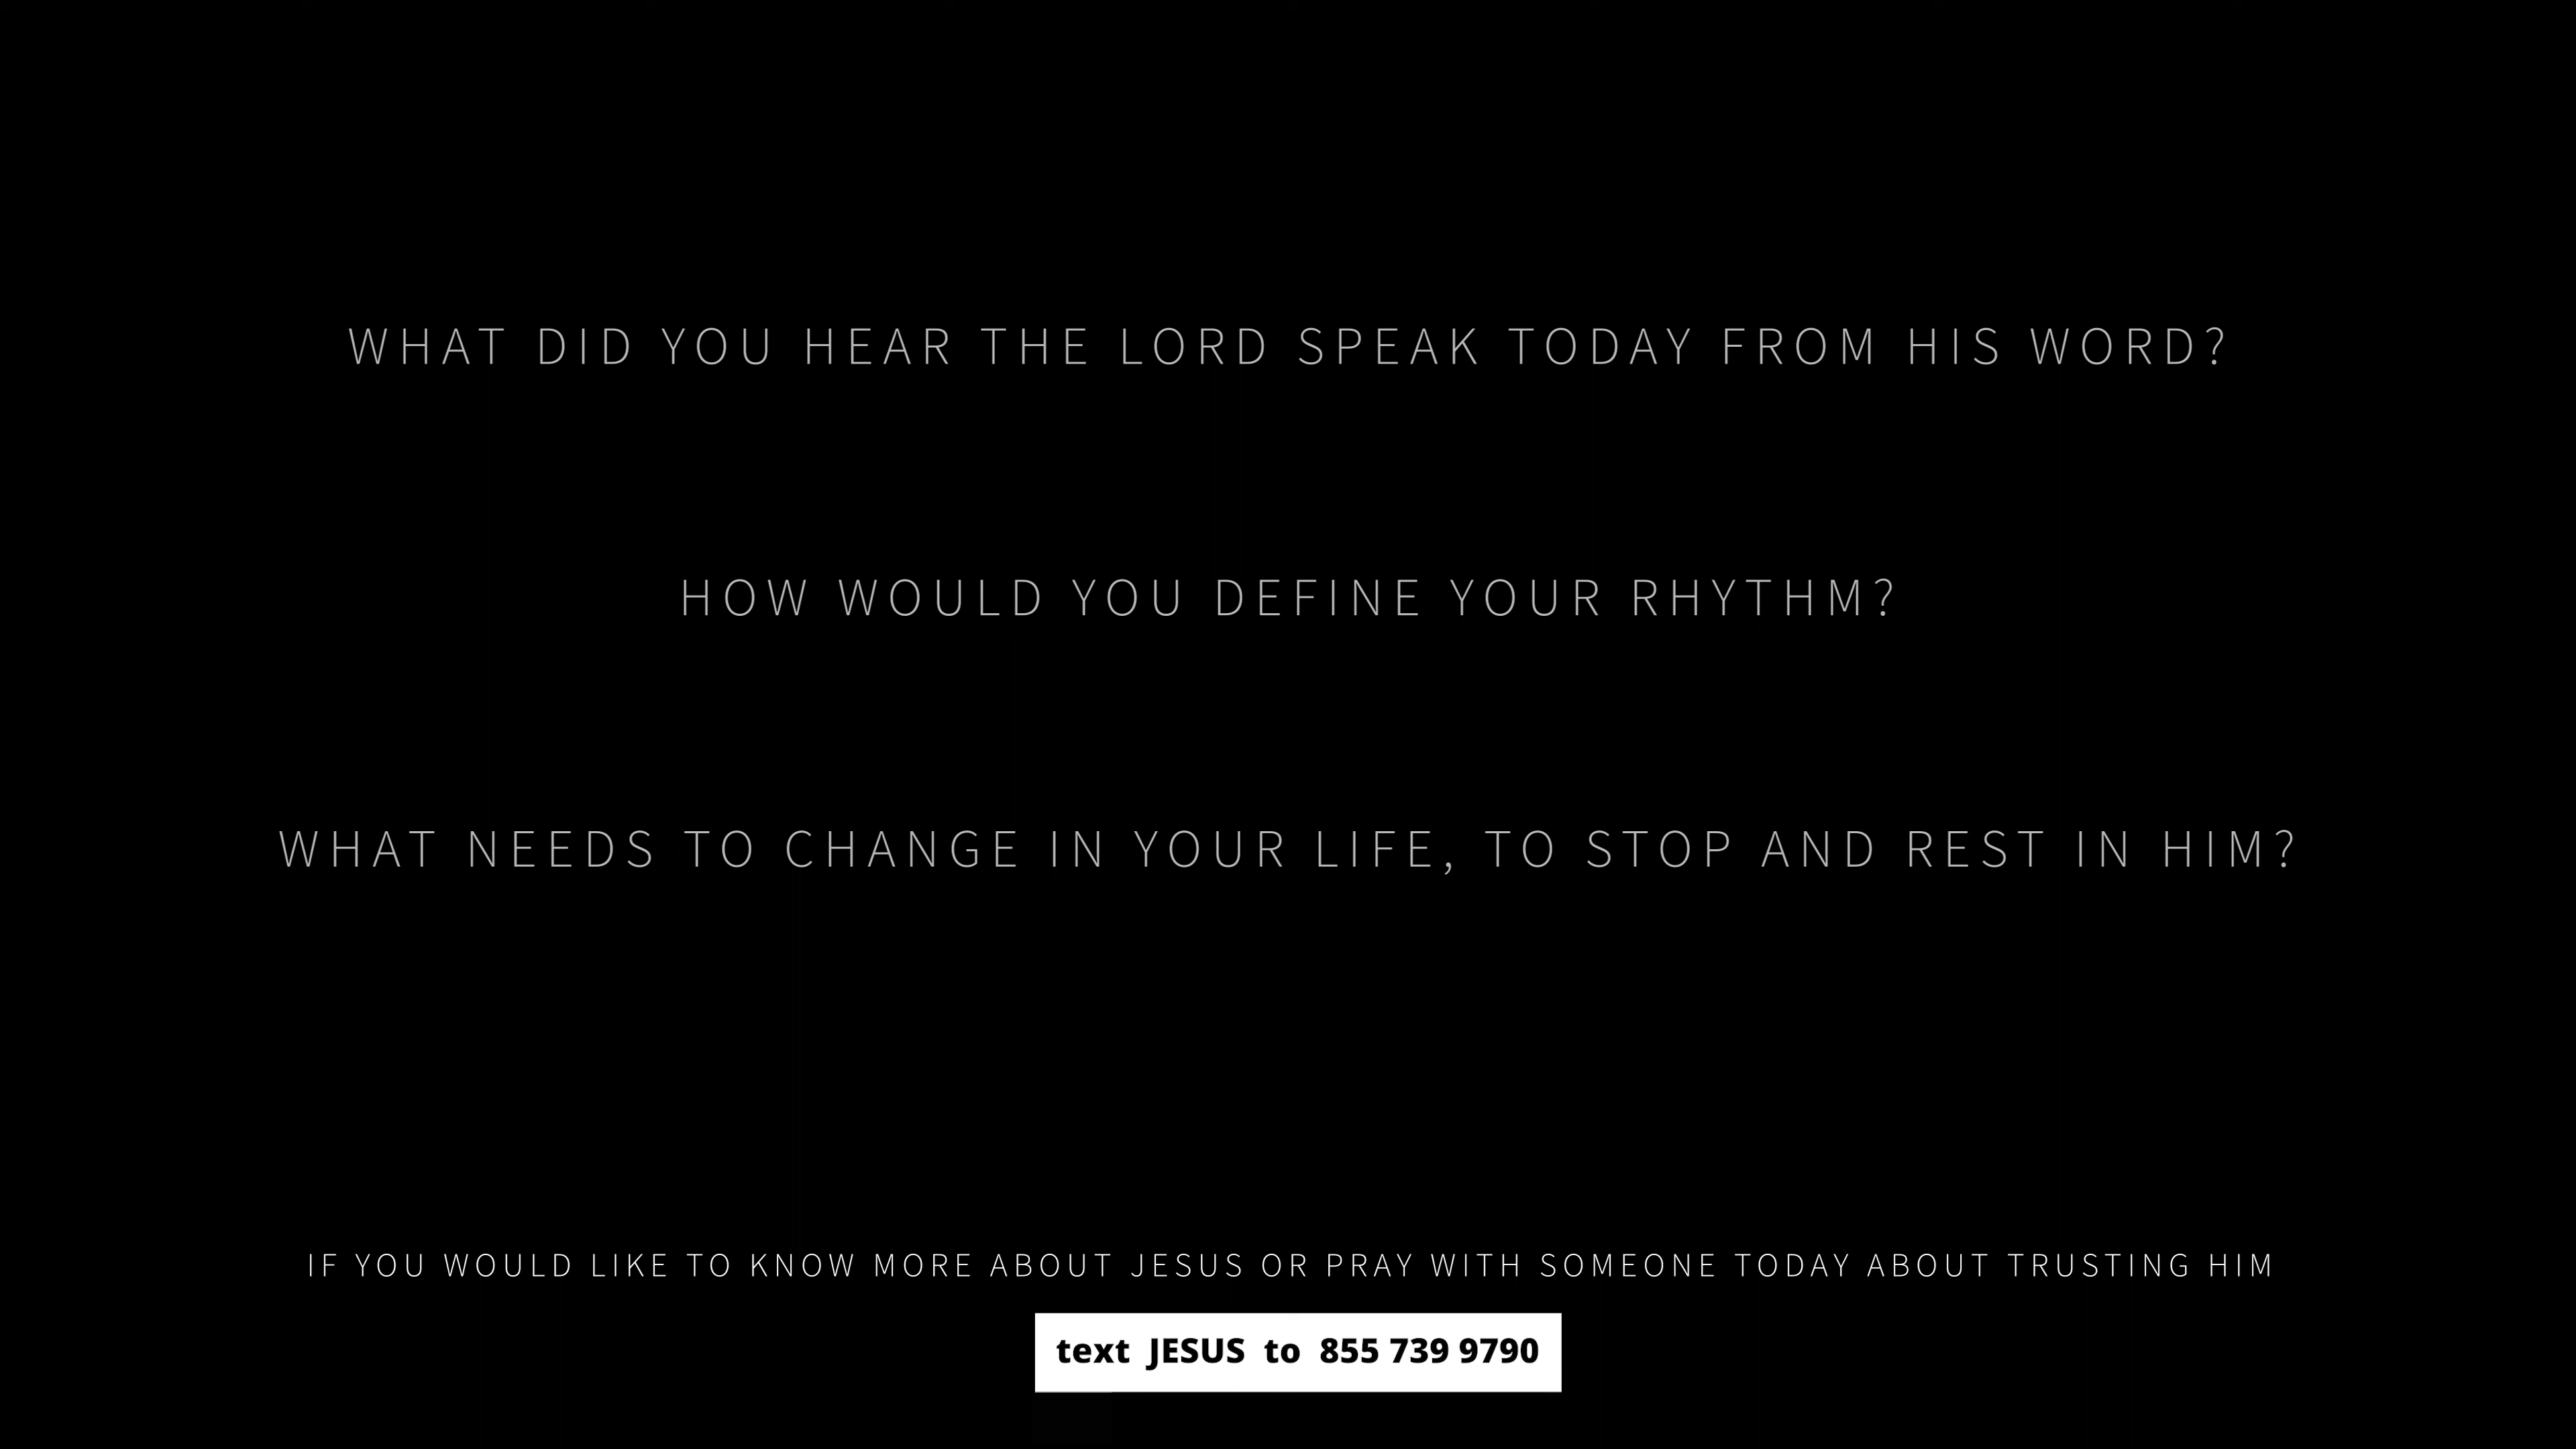 WHAT DID YOU HEAR THE LORD SPEAK TODAY FROM HIS WORD?
HOW WOULD YOU DEFINE YOUR RHYTHM?
WHAT NEEDS TO CHANGE IN YOUR LIFE, TO STOP AND REST IN HIM?
IF YOU WOULD LIKE TO KNOW MORE ABOUT JESUS OR PRAY WITH SOMEONE TODAY ABOUT TRUSTING HIM
text JESUS to 855 739 9790